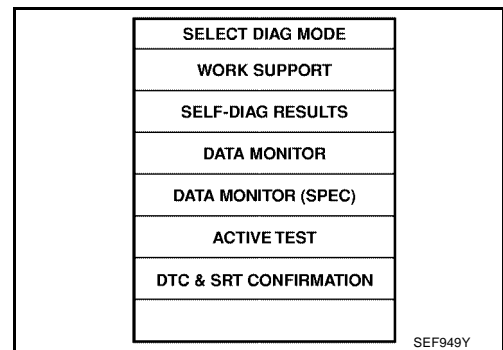 SELECT DIAG MODE
WORK SUPPORT
SELF-DIAG RESULTS
DATA MONITOR
DATA MONITOR (SPEC)
ACTIVE TEST
DTC & SRT CONFIRMATION
SEF949Y